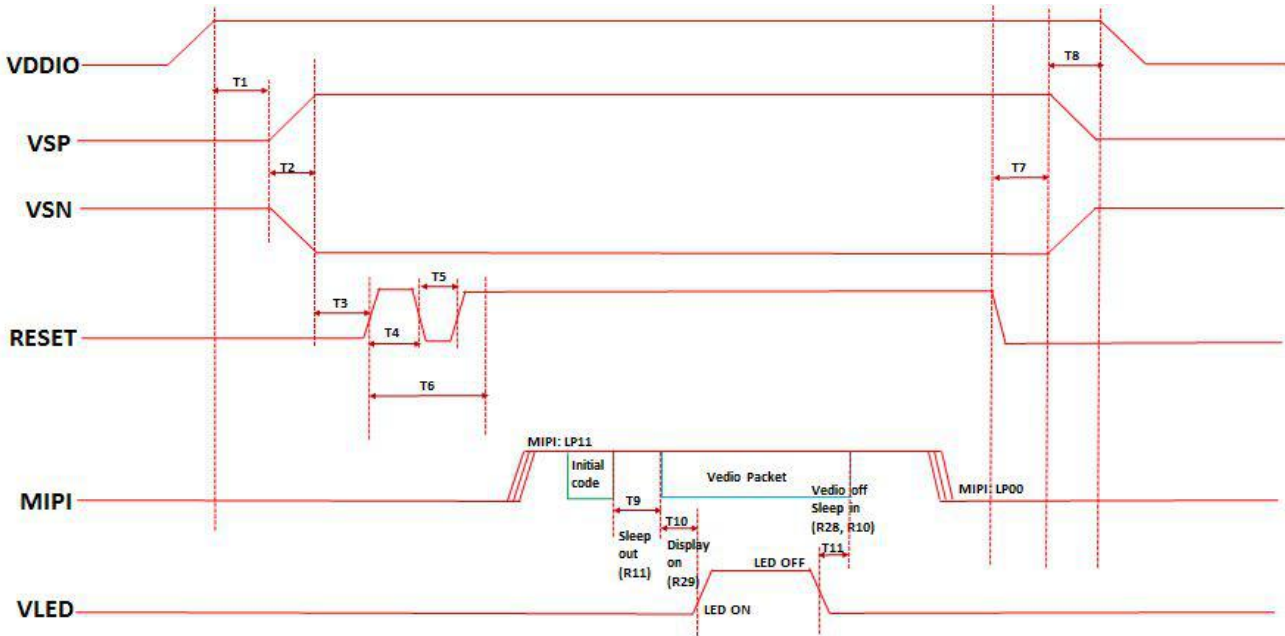 VDDIO
T1
T8
VSP
T2
T7
VSN
T3
T5
T4
RESET
T6
MIPI: LP11
Initial
code
Vedio Packet
MIPI
MIPI: LP00
T9
Vedio off
Sleep in
(R28, R10)
T10
T11
Sleep
out
(R11)
Display
on
(R29)
LED OFF
LED ON
VLED